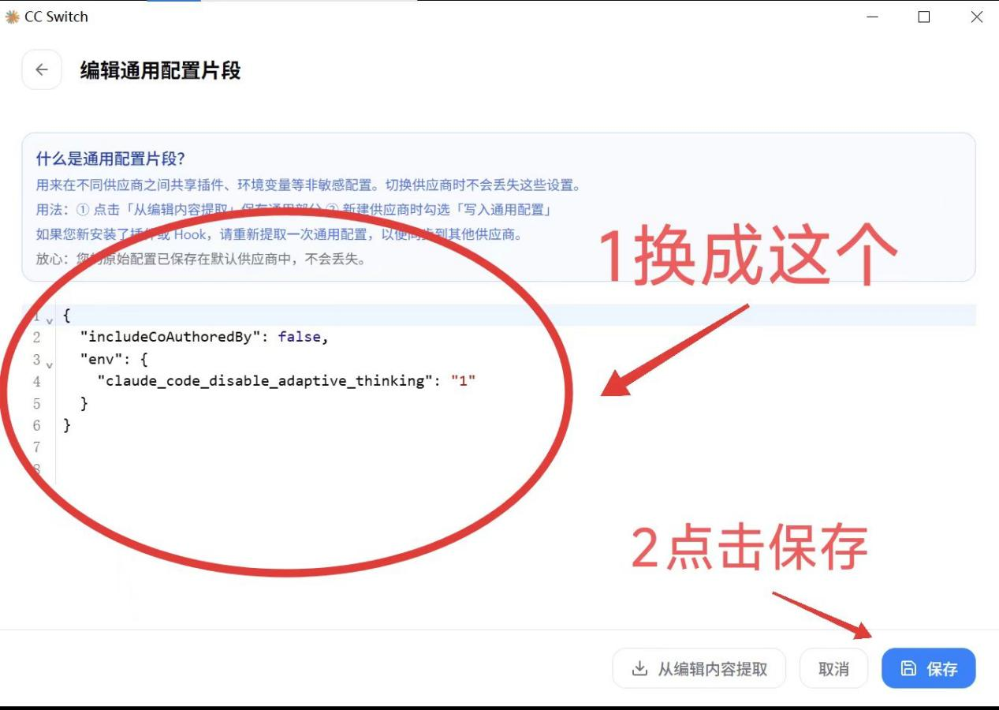 CC Switch
编辑通用配置片段
什么是通用配置片段？
用来在不同供应商之间共享插件、环境变量等非敏感配置。切换供应商时不会丢失这些设置。
用法：① 点击「从编辑内容提取」保存通用部分 ② 新建供应商时勾选「写入通用配置」
如果您新安装了插件或 Hook，请重新提取一次通用配置，以便同步到其他供应商。
放心：您的原始配置已保存在默认供应商中，不会丢失。
1换成这个
1 {
2 "includeCoAuthoredBy": false,
3 "env": {
4 "claude_code_disable_adaptive_thinking": "1"
5 }
6 }
7
8
2点击保存
从编辑内容提取 取消 保存